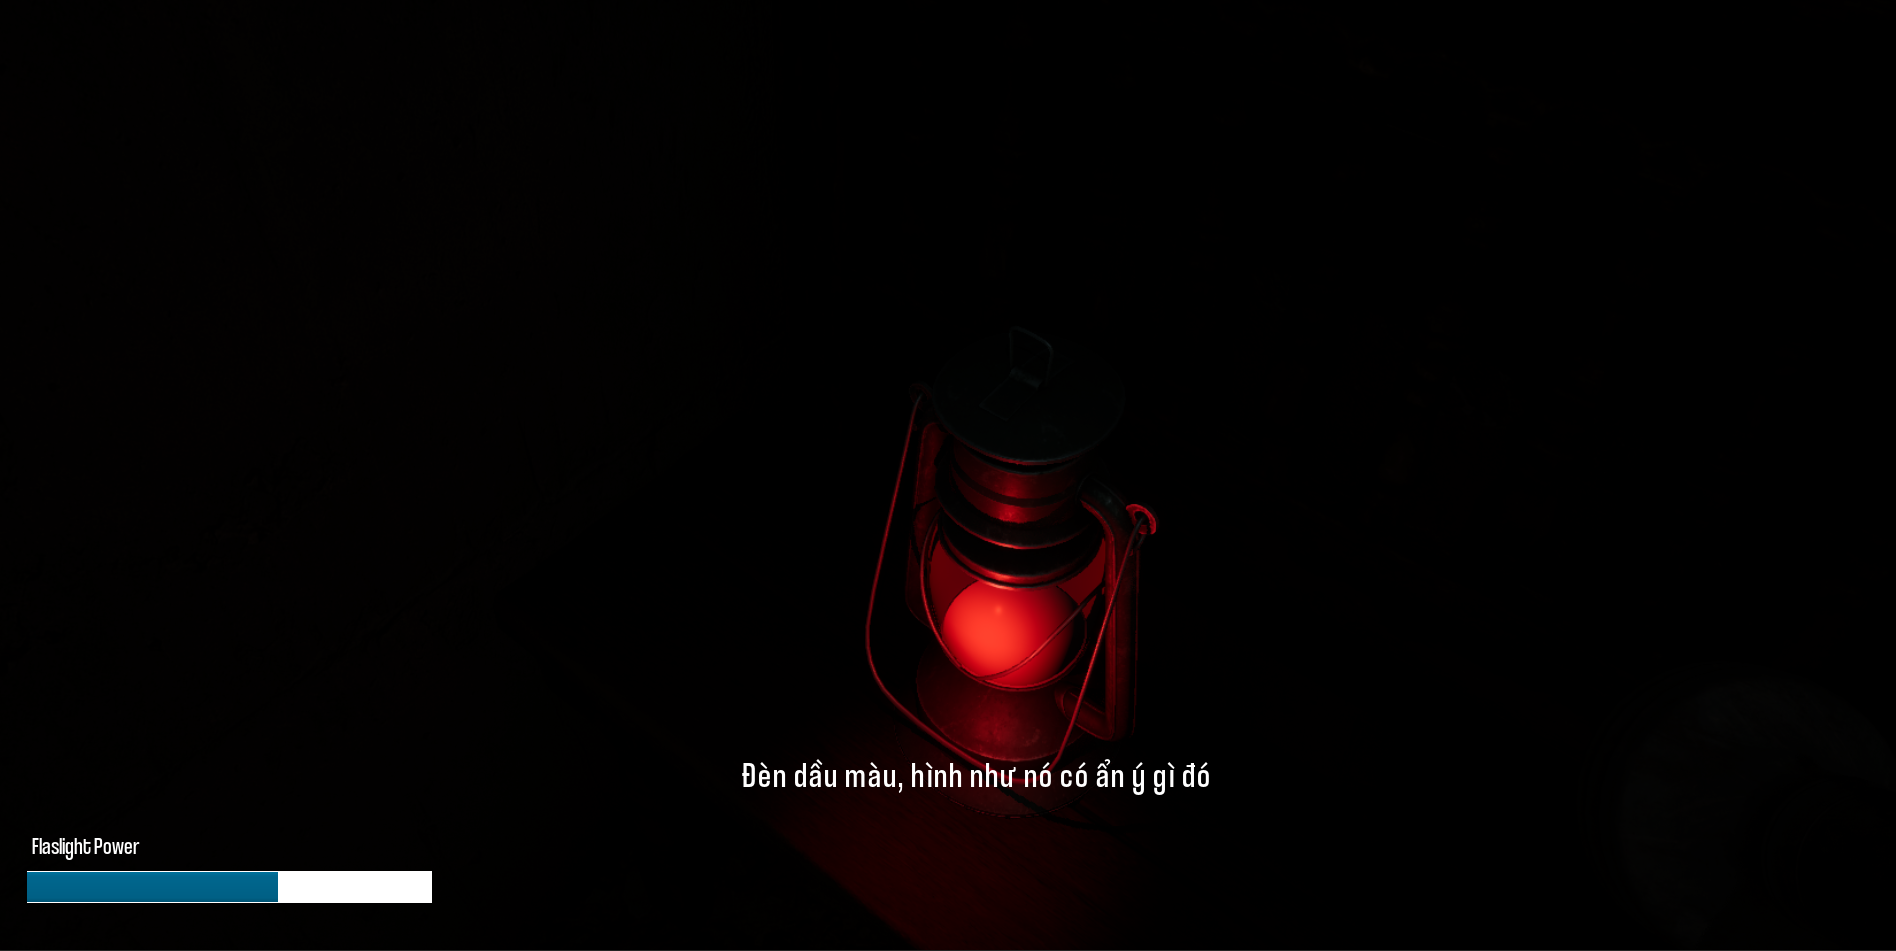 Đèn dầu màu, hình như nó có ẩn ý gì đó
Flaslight Power